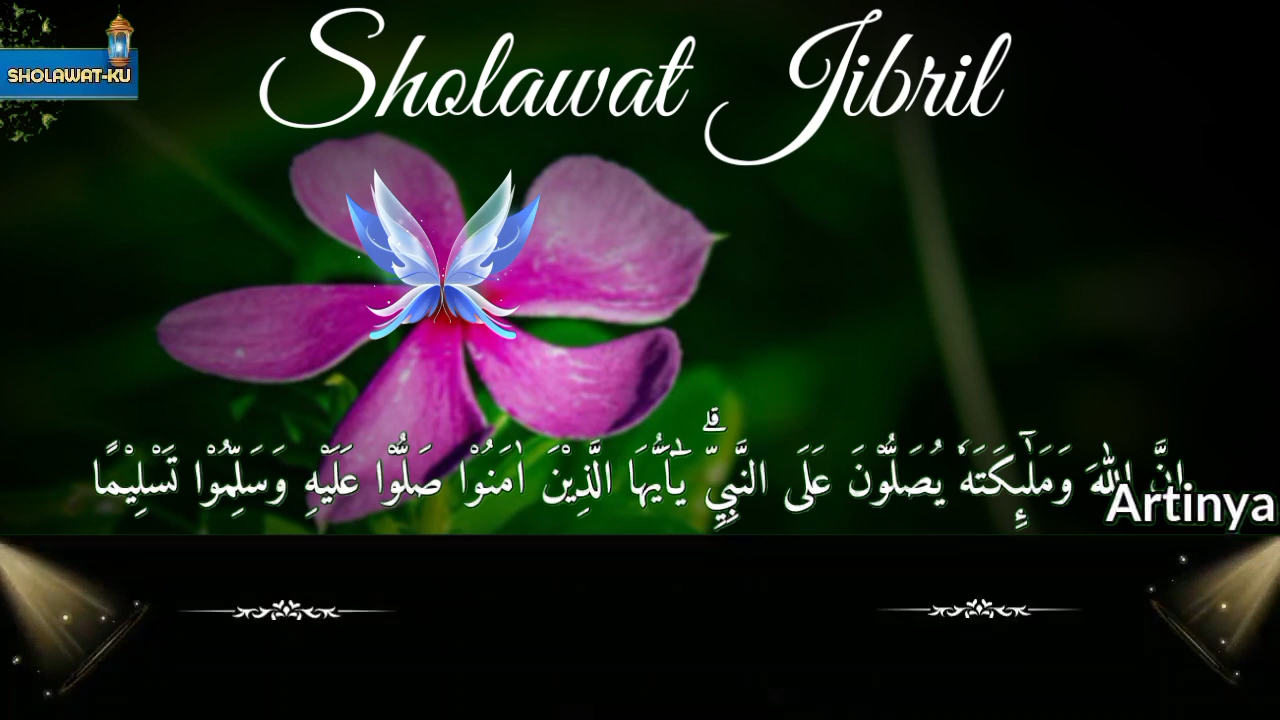 Sholawat Jibril
SHOLAWAT-KU
اِنَّ اللّٰهَ وَمَلٰۤىِٕكَتَهٗ يُصَلُّوْنَ عَلَى النَّبِيِّۗ يٰٓاَيُّهَا الَّذِيْنَ اٰمَنُوْا صَلُّوْا عَلَيْهِ وَسَلِّمُوْا تَسْلِيْمًا
Artinya